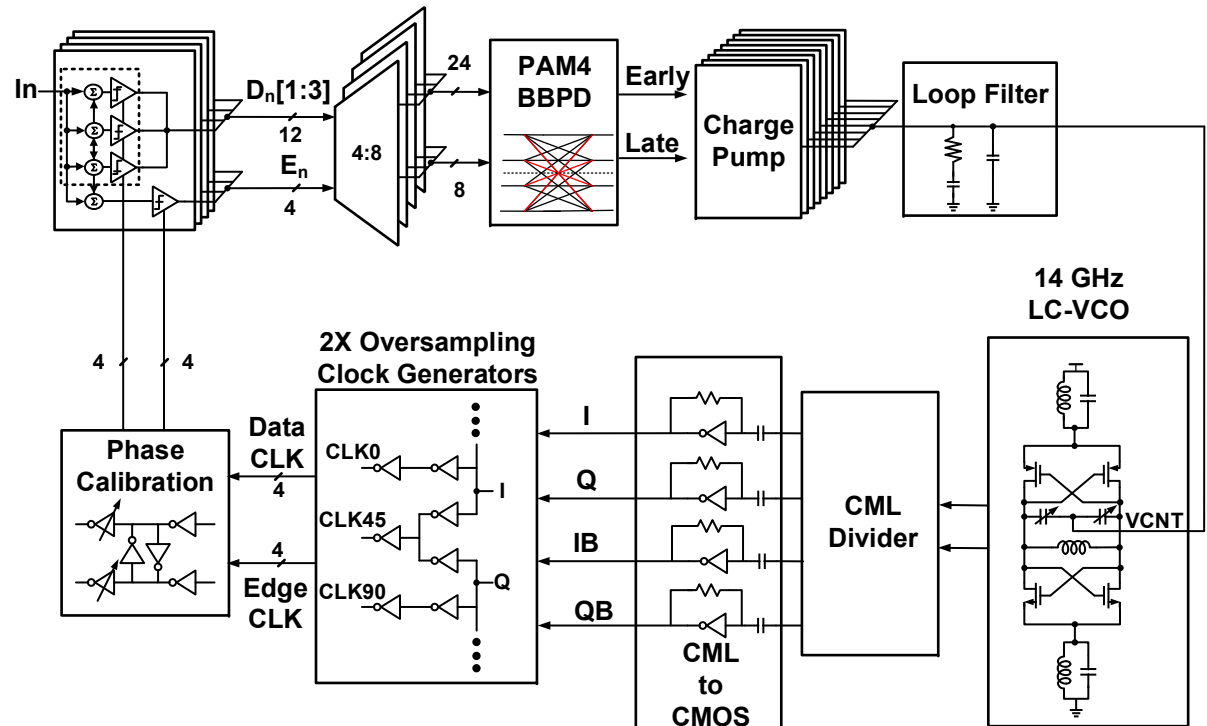 In
Σ
Σ
Σ
Σ
Dn[1:3]
12
En
4
4:8
24
8
PAM4
BBPD
Early
Late
Charge
Pump
Loop Filter
14 GHz
LC-VCO
VCNT
CML
Divider
CML
to
CMOS
I
Q
IB
QB
2X Oversampling
Clock Generators
CLK0
CLK45
CLK90
I
Q
Data
CLK
4
4
Edge
CLK
Phase
Calibration
4
4